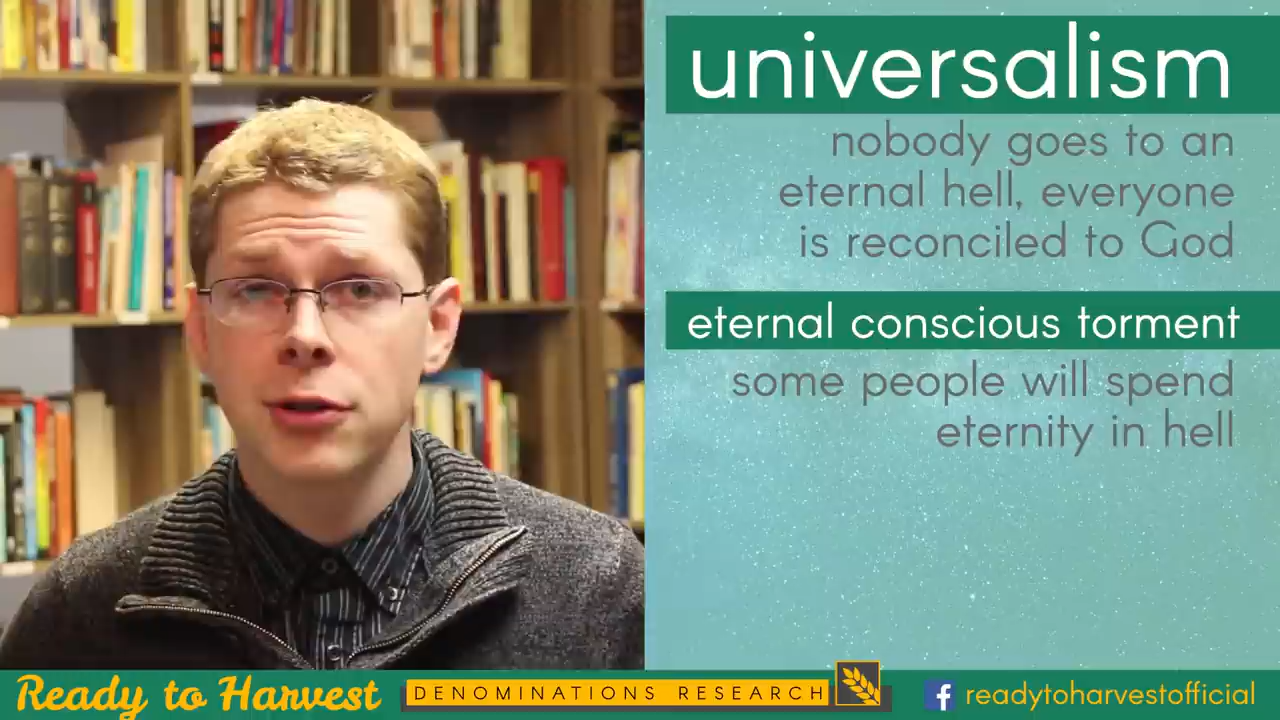 universalism
nobody goes to an
eternal hell, everyone
is reconciled to God
eternal conscious torment
some people will spend
eternity in hell
Ready to Harvest
DENOMINATIONS RESEARCH
readytoharvestofficial